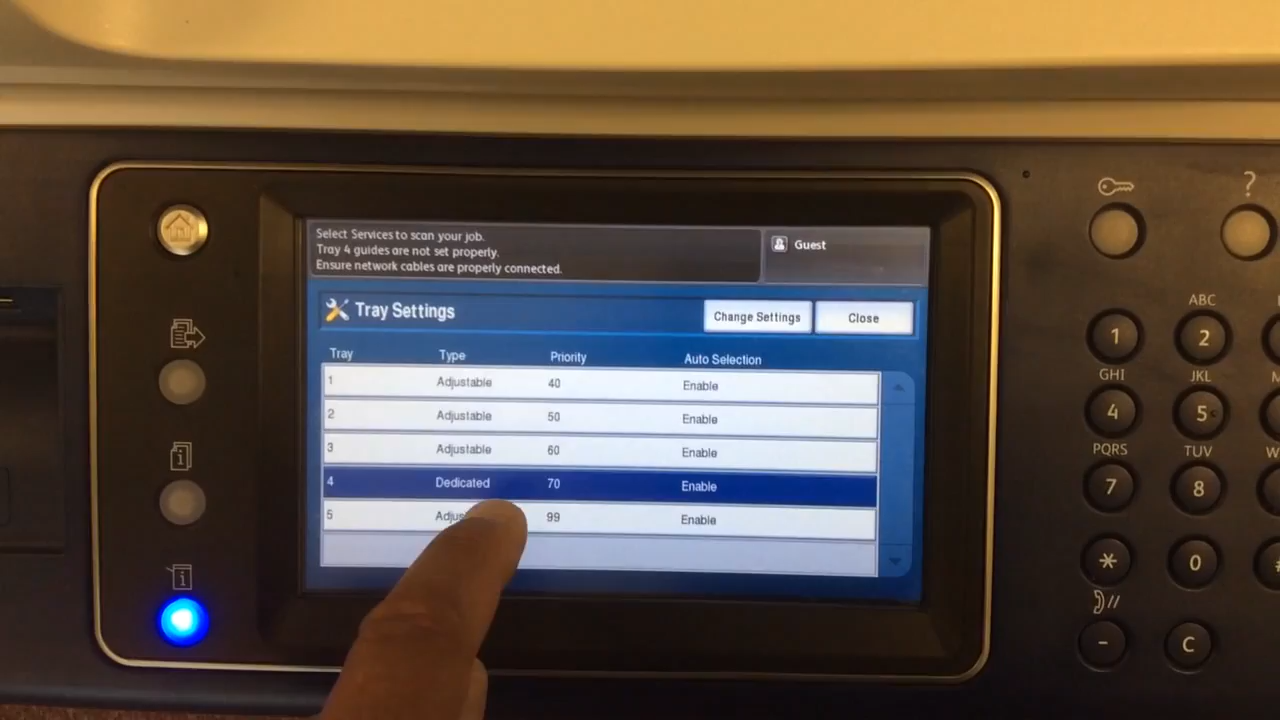 Select Services to scan your job.
Tray 4 guides are not set properly.
Ensure network cables are properly connected.
Guest
Tray Settings
Change Settings
Close
Tray Type Priority Auto Selection
1 Adjustable 40 Enable
2 Adjustable 50 Enable
3 Adjustable 60 Enable
4 Dedicated 70 Enable
5 99 Enable
?
ABC
1 2
GHI JKL
4 5
PQRS TUV
7 8
* 0
- C